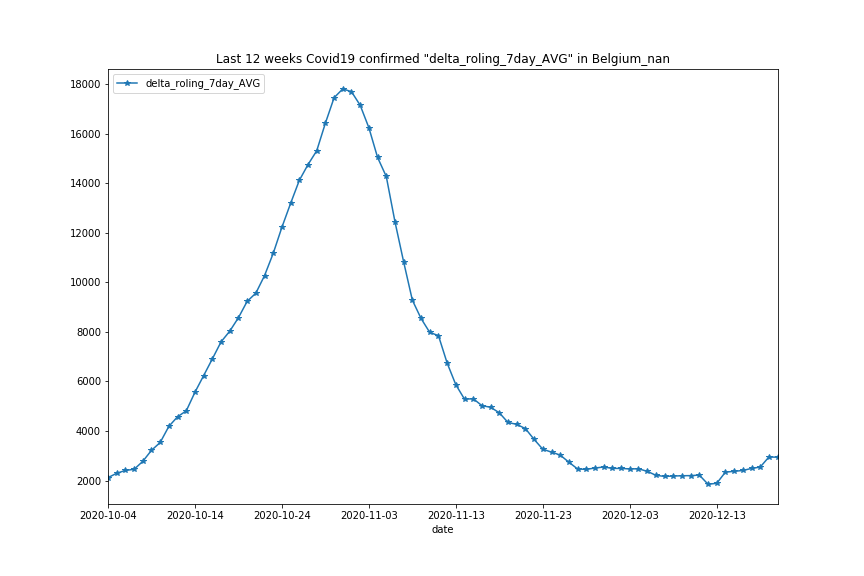 Last 12 weeks Covid19 confirmed "delta_roling_7day_AVG" in Belgium_nan
delta_roling_7day_AVG
18000
16000
14000
12000
10000
8000
6000
4000
2000
2020-10-04 2020-10-14 2020-10-24 2020-11-03 2020-11-13 2020-11-23 2020-12-03 2020-12-13
date